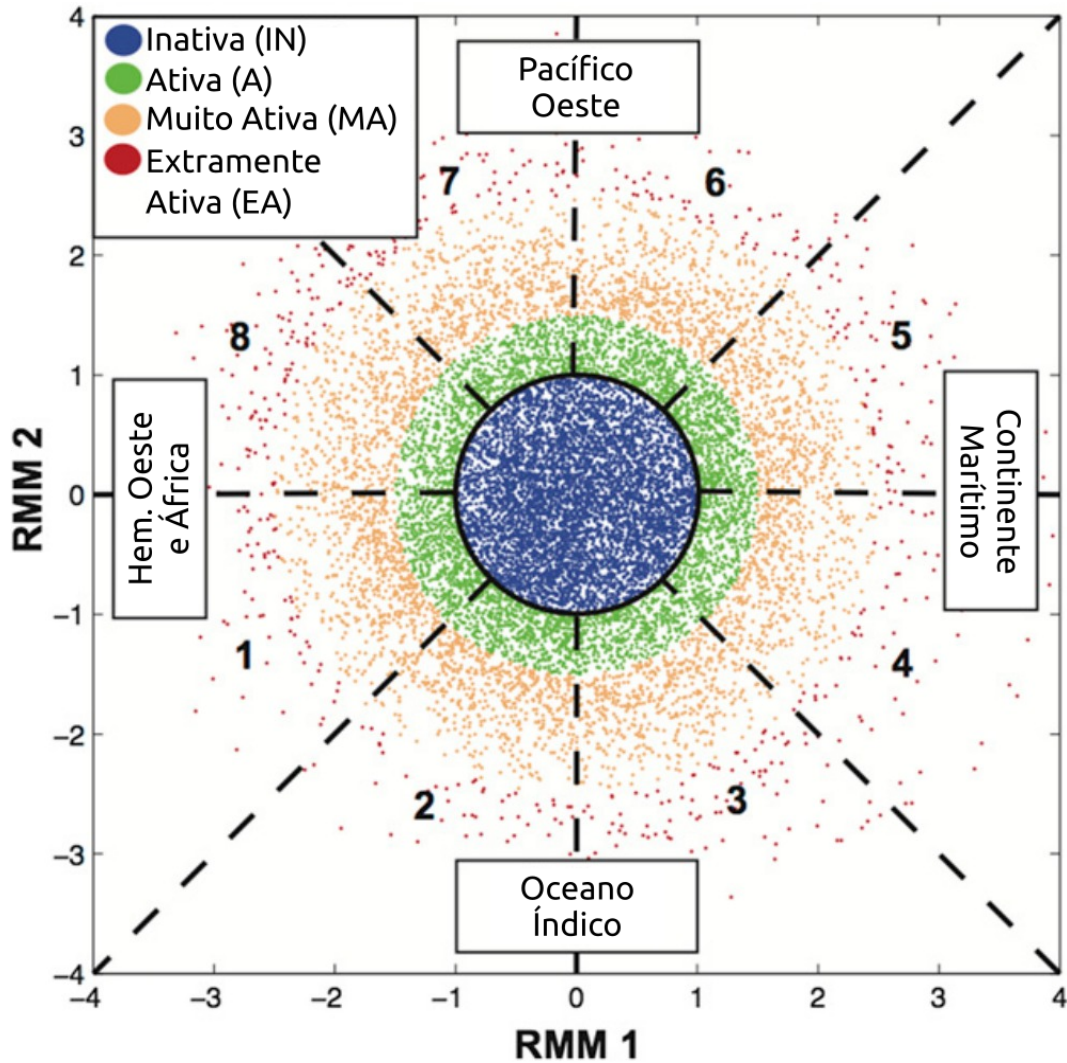 Inativa (IN)
Ativa (A)
Muito Ativa (MA)
Extramente
Ativa (EA)
Pacífico
Oeste
7
6
8
5
Hem. Oeste
e África
Continente
Marítimo
1
4
2
3
Oceano
Índico
4
3
2
1
0
−1
−2
−3
−4
RMM 2
−4 −3 −2 −1 0 1 2 3 4
RMM 1